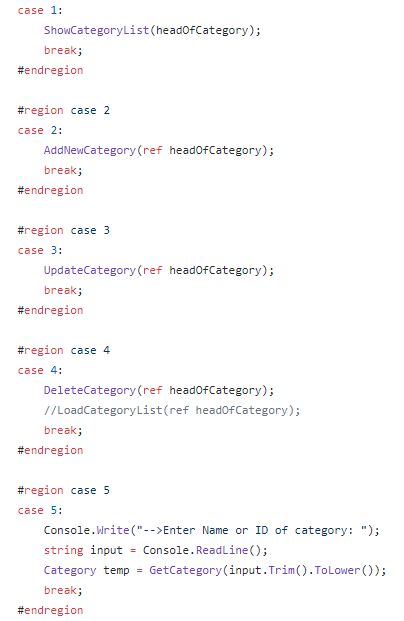 case 1:
    ShowCategoryList(headOfCategory);
    break;
#endregion

#region case 2
case 2:
    AddNewCategory(ref headOfCategory);
    break;
#endregion

#region case 3
case 3:
    UpdateCategory(ref headOfCategory);
    break;
#endregion

#region case 4
case 4:
    DeleteCategory(ref headOfCategory);
    //LoadCategoryList(ref headOfCategory);
    break;
#endregion

#region case 5
case 5:
    Console.Write("-->Enter Name or ID of category: ");
    string input = Console.ReadLine();
    Category temp = GetCategory(input.Trim().ToLower());
    break;
#endregion